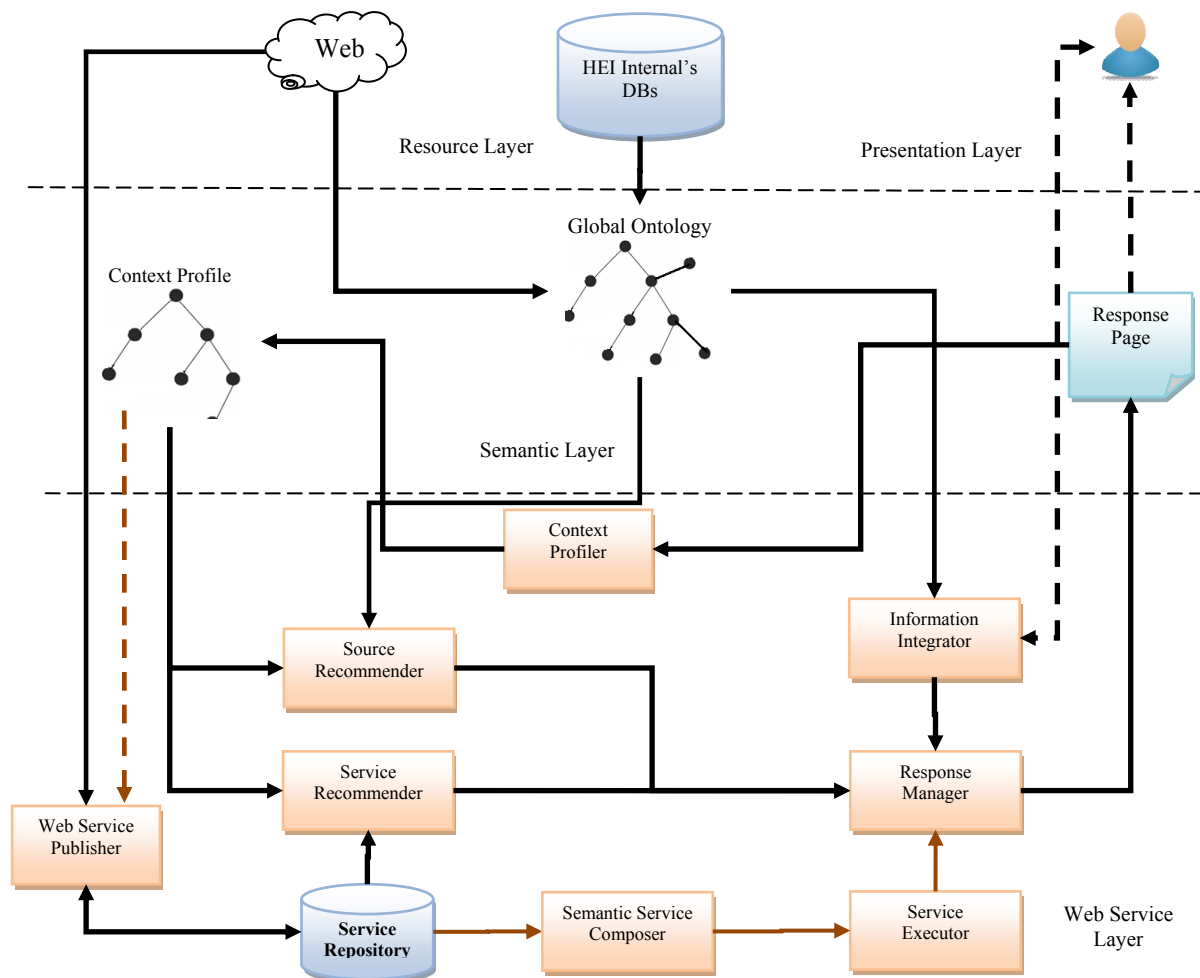 Web
HEI Internal's
DBs
Resource Layer
Presentation Layer
Global Ontology
Context Profile
Response
Page
Semantic Layer
Context
Profiler
Information
Integrator
Source
Recommender
Service
Recommender
Response
Manager
Web Service
Publisher
Service
Repository
Semantic Service
Composer
Service
Executor
Web Service
Layer